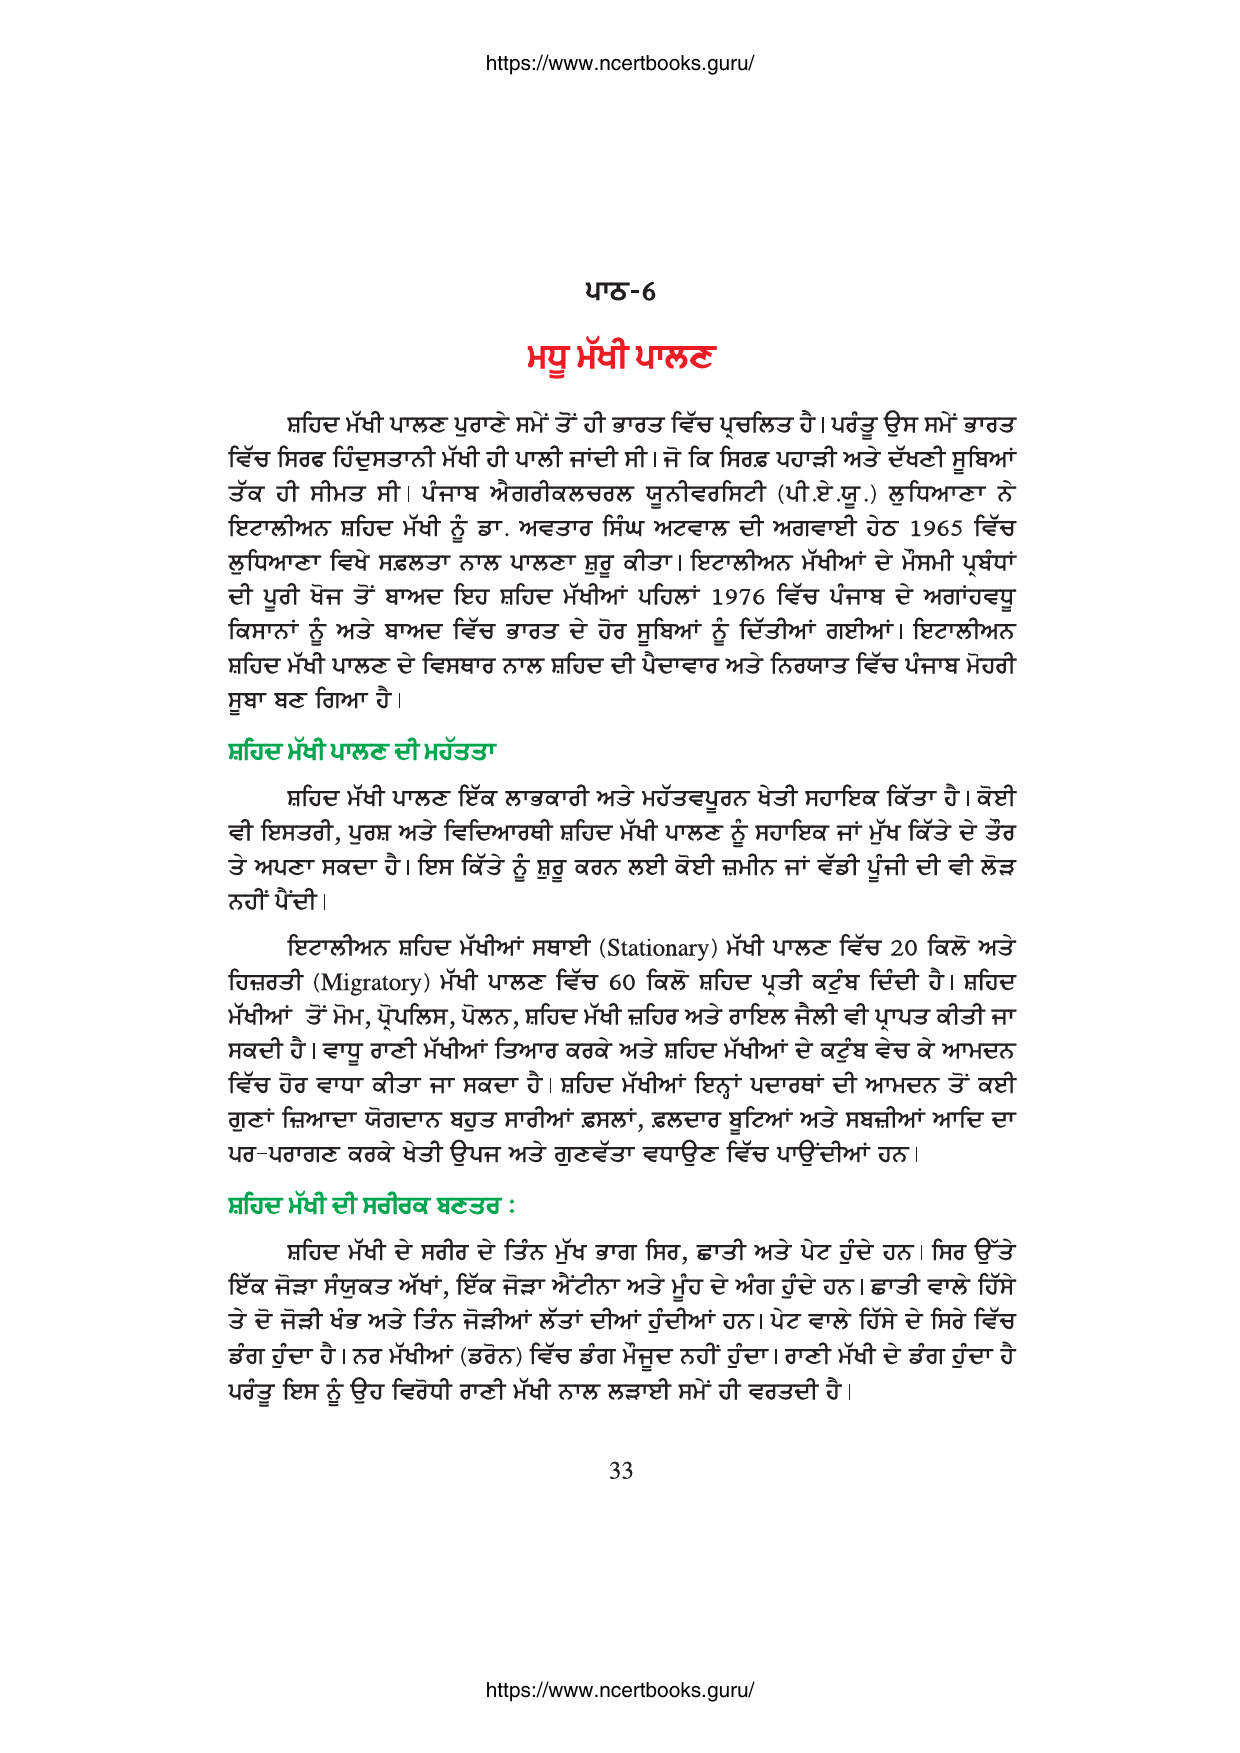 https://www.ncertbooks.guru/
ਪਾਠ-6
ਮਧੂ ਮੱਖੀ ਪਾਲਣ
ਸ਼ਹਿਦ ਮੱਖੀ ਪਾਲਣ ਪੁਰਾਣੇ ਸਮੇਂ ਤੋਂ ਹੀ ਭਾਰਤ ਵਿੱਚ ਪ੍ਰਚਲਿਤ ਹੈ। ਪਰੰਤੂ ਉਸ ਸਮੇਂ ਭਾਰਤ
ਵਿੱਚ ਸਿਰਫ ਹਿੰਦੁਸਤਾਨੀ ਮੱਖੀ ਹੀ ਪਾਲੀ ਜਾਂਦੀ ਸੀ। ਜੋ ਕਿ ਸਿਰਫ਼ ਪਹਾੜੀ ਅਤੇ ਦੱਖਣੀ ਸੂਬਿਆਂ
ਤੱਕ ਹੀ ਸੀਮਤ ਸੀ। ਪੰਜਾਬ ਐਗਰੀਕਲਚਰਲ ਯੂਨੀਵਰਸਿਟੀ (ਪੀ.ਏ.ਯੂ.) ਲੁਧਿਆਣਾ ਨੇ
ਇਟਾਲੀਅਨ ਸ਼ਹਿਦ ਮੱਖੀ ਨੂੰ ਡਾ. ਅਵਤਾਰ ਸਿੰਘ ਅਟਵਾਲ ਦੀ ਅਗਵਾਈ ਹੇਠ 1965 ਵਿੱਚ
ਲੁਧਿਆਣਾ ਵਿਖੇ ਸਫ਼ਲਤਾ ਨਾਲ ਪਾਲਣਾ ਸ਼ੁਰੂ ਕੀਤਾ। ਇਟਾਲੀਅਨ ਮੱਖੀਆਂ ਦੇ ਮੌਸਮੀ ਪ੍ਰਬੰਧਾਂ
ਦੀ ਪੂਰੀ ਖੋਜ ਤੋਂ ਬਾਅਦ ਇਹ ਸ਼ਹਿਦ ਮੱਖੀਆਂ ਪਹਿਲਾਂ 1976 ਵਿੱਚ ਪੰਜਾਬ ਦੇ ਅਗਾਂਹਵਧੂ
ਕਿਸਾਨਾਂ ਨੂੰ ਅਤੇ ਬਾਅਦ ਵਿੱਚ ਭਾਰਤ ਦੇ ਹੋਰ ਸੂਬਿਆਂ ਨੂੰ ਦਿੱਤੀਆਂ ਗਈਆਂ। ਇਟਾਲੀਅਨ
ਸ਼ਹਿਦ ਮੱਖੀ ਪਾਲਣ ਦੇ ਵਿਸਥਾਰ ਨਾਲ ਸ਼ਹਿਦ ਦੀ ਪੈਦਾਵਾਰ ਅਤੇ ਨਿਰਯਾਤ ਵਿੱਚ ਪੰਜਾਬ ਮੋਹਰੀ
ਸੂਬਾ ਬਣ ਗਿਆ ਹੈ।
ਸ਼ਹਿਦ ਮੱਖੀ ਪਾਲਣ ਦੀ ਮਹੱਤਤਾ
ਸ਼ਹਿਦ ਮੱਖੀ ਪਾਲਣ ਇੱਕ ਲਾਭਕਾਰੀ ਅਤੇ ਮਹੱਤਵਪੂਰਨ ਖੇਤੀ ਸਹਾਇਕ ਕਿੱਤਾ ਹੈ। ਕੋਈ
ਵੀ ਇਸਤਰੀ, ਪੁਰਸ਼ ਅਤੇ ਵਿਦਿਆਰਥੀ ਸ਼ਹਿਦ ਮੱਖੀ ਪਾਲਣ ਨੂੰ ਸਹਾਇਕ ਜਾਂ ਮੁੱਖ ਕਿੱਤੇ ਦੇ ਤੌਰ
ਤੇ ਅਪਣਾ ਸਕਦਾ ਹੈ। ਇਸ ਕਿੱਤੇ ਨੂੰ ਸ਼ੁਰੂ ਕਰਨ ਲਈ ਕੋਈ ਜ਼ਮੀਨ ਜਾਂ ਵੱਡੀ ਪੂੰਜੀ ਦੀ ਵੀ ਲੋੜ
ਨਹੀਂ ਪੈਂਦੀ।
ਇਟਾਲੀਅਨ ਸ਼ਹਿਦ ਮੱਖੀਆਂ ਸਥਾਈ (Stationary) ਮੱਖੀ ਪਾਲਣ ਵਿੱਚ 20 ਕਿਲੋ ਅਤੇ
ਹਿਜ਼ਰਤੀ (Migratory) ਮੱਖੀ ਪਾਲਣ ਵਿੱਚ 60 ਕਿਲੋ ਸ਼ਹਿਦ ਪ੍ਰਤੀ ਕਟੁੰਬ ਦਿੰਦੀ ਹੈ। ਸ਼ਹਿਦ
ਮੱਖੀਆਂ ਤੋਂ ਮੋਮ, ਪ੍ਰੋਪਲਿਸ, ਪੋਲਨ, ਸ਼ਹਿਦ ਮੱਖੀ ਜ਼ਹਿਰ ਅਤੇ ਰਾਇਲ ਜੈਲੀ ਵੀ ਪ੍ਰਾਪਤ ਕੀਤੀ ਜਾ
ਸਕਦੀ ਹੈ। ਵਾਧੂ ਰਾਣੀ ਮੱਖੀਆਂ ਤਿਆਰ ਕਰਕੇ ਅਤੇ ਸ਼ਹਿਦ ਮੱਖੀਆਂ ਦੇ ਕਟੁੰਬ ਵੇਚ ਕੇ ਆਮਦਨ
ਵਿੱਚ ਹੋਰ ਵਾਧਾ ਕੀਤਾ ਜਾ ਸਕਦਾ ਹੈ। ਸ਼ਹਿਦ ਮੱਖੀਆਂ ਇਨ੍ਹਾਂ ਪਦਾਰਥਾਂ ਦੀ ਆਮਦਨ ਤੋਂ ਕਈ
ਗੁਣਾਂ ਜ਼ਿਆਦਾ ਯੋਗਦਾਨ ਬਹੁਤ ਸਾਰੀਆਂ ਫ਼ਸਲਾਂ, ਫ਼ਲਦਾਰ ਬੂਟਿਆਂ ਅਤੇ ਸਬਜ਼ੀਆਂ ਆਦਿ ਦਾ
ਪਰ-ਪਰਾਗਣ ਕਰਕੇ ਖੇਤੀ ਉਪਜ ਅਤੇ ਗੁਣਵੱਤਾ ਵਧਾਉਣ ਵਿੱਚ ਪਾਉਂਦੀਆਂ ਹਨ।
ਸ਼ਹਿਦ ਮੱਖੀ ਦੀ ਸਰੀਰਕ ਬਣਤਰ :
ਸ਼ਹਿਦ ਮੱਖੀ ਦੇ ਸਰੀਰ ਦੇ ਤਿੰਨ ਮੁੱਖ ਭਾਗ ਸਿਰ, ਛਾਤੀ ਅਤੇ ਪੇਟ ਹੁੰਦੇ ਹਨ। ਸਿਰ ਉੱਤੇ
ਇੱਕ ਜੋੜਾ ਸੰਯੁਕਤ ਅੱਖਾਂ, ਇੱਕ ਜੋੜਾ ਐਂਟੀਨਾ ਅਤੇ ਮੂੰਹ ਦੇ ਅੰਗ ਹੁੰਦੇ ਹਨ। ਛਾਤੀ ਵਾਲੇ ਹਿੱਸੇ
ਤੇ ਦੋ ਜੋੜੀ ਖੰਭ ਅਤੇ ਤਿੰਨ ਜੋੜੀਆਂ ਲੱਤਾਂ ਦੀਆਂ ਹੁੰਦੀਆਂ ਹਨ। ਪੇਟ ਵਾਲੇ ਹਿੱਸੇ ਦੇ ਸਿਰੇ ਵਿੱਚ
ਡੰਗ ਹੁੰਦਾ ਹੈ। ਨਰ ਮੱਖੀਆਂ (ਡਰੋਨ) ਵਿੱਚ ਡੰਗ ਮੌਜੂਦ ਨਹੀਂ ਹੁੰਦਾ। ਰਾਣੀ ਮੱਖੀ ਦੇ ਡੰਗ ਹੁੰਦਾ ਹੈ
ਪਰੰਤੂ ਇਸ ਨੂੰ ਉਹ ਵਿਰੋਧੀ ਰਾਣੀ ਮੱਖੀ ਨਾਲ ਲੜਾਈ ਸਮੇਂ ਹੀ ਵਰਤਦੀ ਹੈ।
33
https://www.ncertbooks.guru/